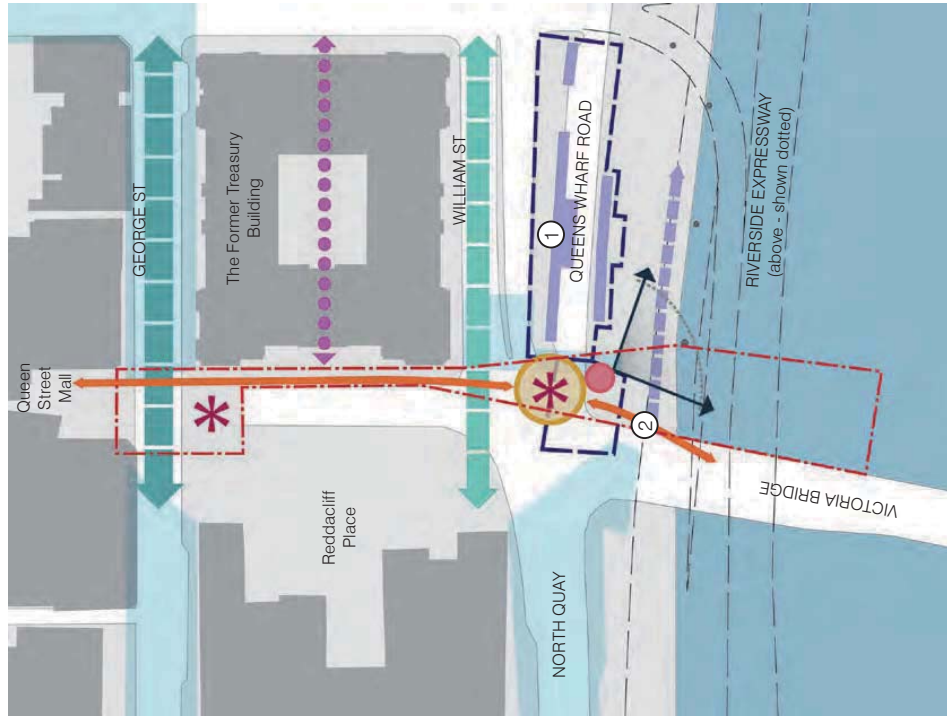 Queen
Street
Mall
GEORGE ST
The Former Treasury
Building
WILLIAM ST
1
QUEENS WHARF ROAD
RIVERSIDE EXPRESSWAY
(above - shown dotted)
Reddacliff
Place
2
NORTH QUAY
VICTORIA BRIDGE